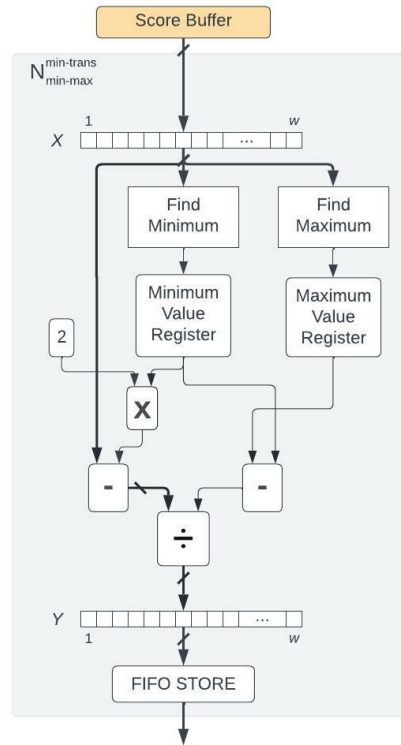 Score Buffer
N min-trans
min-max
1 w
X ...
Find
Minimum
Find
Maximum
Minimum
Value
Register
Maximum
Value
Register
2
X
-
-
÷
Y ...
1 w
FIFO STORE